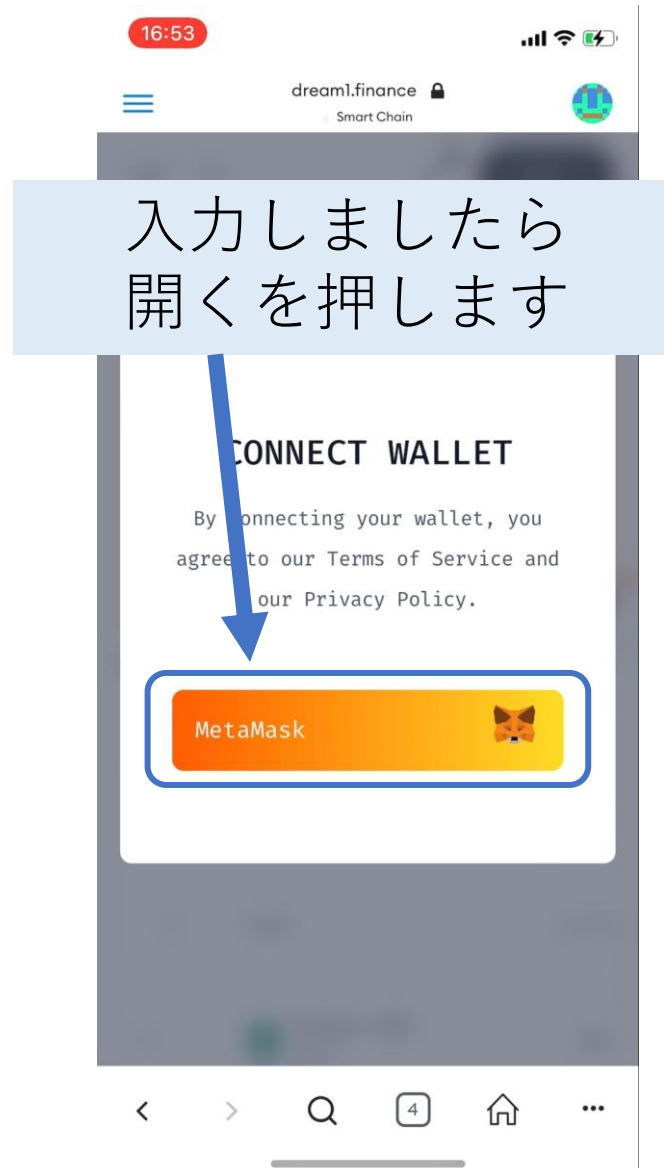 16:53
dream1.finance
Smart Chain
入力しましたら
開くを押します
CONNECT WALLET
By connecting your wallet, you
agree to our Terms of Service and
our Privacy Policy.
MetaMask
4